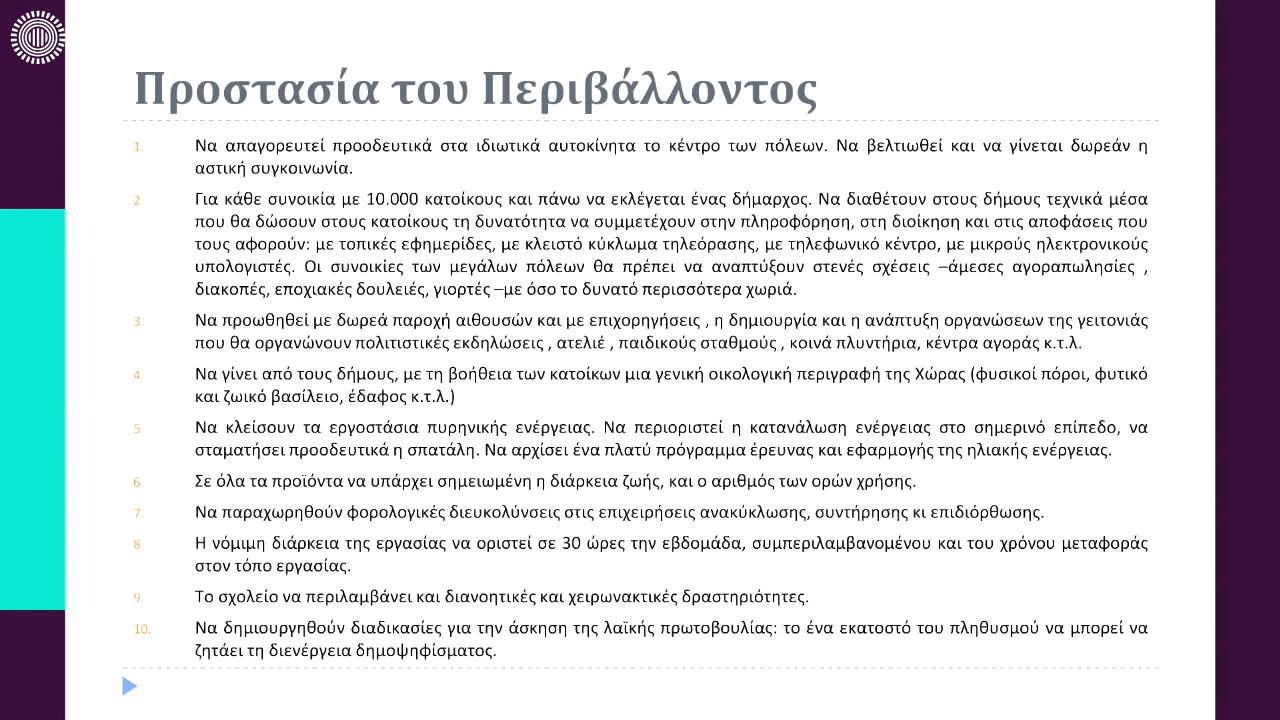 Προστασία του Περιβάλλοντος
1. Να απαγορευτεί προοδευτικά στα ιδιωτικά αυτοκίνητα το κέντρο των πόλεων. Να βελτιωθεί και να γίνεται δωρεάν η
αστική συγκοινωνία.
2. Για κάθε συνοικία με 10.000 κατοίκους και πάνω να εκλέγεται ένας δήμαρχος. Να διαθέτουν στους δήμους τεχνικά μέσα
που θα δώσουν στους κατοίκους τη δυνατότητα να συμμετέχουν στην πληροφόρηση, στη διοίκηση και στις αποφάσεις που
τους αφορούν: με τοπικές εφημερίδες, με κλειστό κύκλωμα τηλεόρασης, με τηλεφωνικό κέντρο, με μικρούς ηλεκτρονικούς
υπολογιστές. Οι συνοικίες των μεγάλων πόλεων θα πρέπει να αναπτύξουν στενές σχέσεις –άμεσες αγοραπωλησίες ,
διακοπές, εποχιακές δουλειές, γιορτές –με όσο το δυνατό περισσότερα χωριά.
3. Να προωθηθεί με δωρεά παροχή αιθουσών και με επιχορηγήσεις , η δημιουργία και η ανάπτυξη οργανώσεων της γειτονιάς
που θα οργανώνουν πολιτιστικές εκδηλώσεις , ατελιέ , παιδικούς σταθμούς , κοινά πλυντήρια, κέντρα αγοράς κ.τ.λ.
4. Να γίνει από τους δήμους, με τη βοήθεια των κατοίκων μια γενική οικολογική περιγραφή της Χώρας (φυσικοί πόροι, φυτικό
και ζωικό βασίλειο, έδαφος κ.τ.λ.)
5. Να κλείσουν τα εργοστάσια πυρηνικής ενέργειας. Να περιοριστεί η κατανάλωση ενέργειας στο σημερινό επίπεδο, να
σταματήσει προοδευτικά η σπατάλη. Να αρχίσει ένα πλατύ πρόγραμμα έρευνας και εφαρμογής της ηλιακής ενέργειας.
6. Σε όλα τα προϊόντα να υπάρχει σημειωμένη η διάρκεια ζωής, και ο αριθμός των ορών χρήσης.
7. Να παραχωρηθούν φορολογικές διευκολύνσεις στις επιχειρήσεις ανακύκλωσης, συντήρησης κι επιδιόρθωσης.
8. Η νόμιμη διάρκεια της εργασίας να οριστεί σε 30 ώρες την εβδομάδα, συμπεριλαμβανομένου και του χρόνου μεταφοράς
στον τόπο εργασίας.
9. Το σχολείο να περιλαμβάνει και διανοητικές και χειρωνακτικές δραστηριότητες.
10. Να δημιουργηθούν διαδικασίες για την άσκηση της λαϊκής πρωτοβουλίας: το ένα εκατοστό του πληθυσμού να μπορεί να
ζητάει τη διενέργεια δημοψηφίσματος.